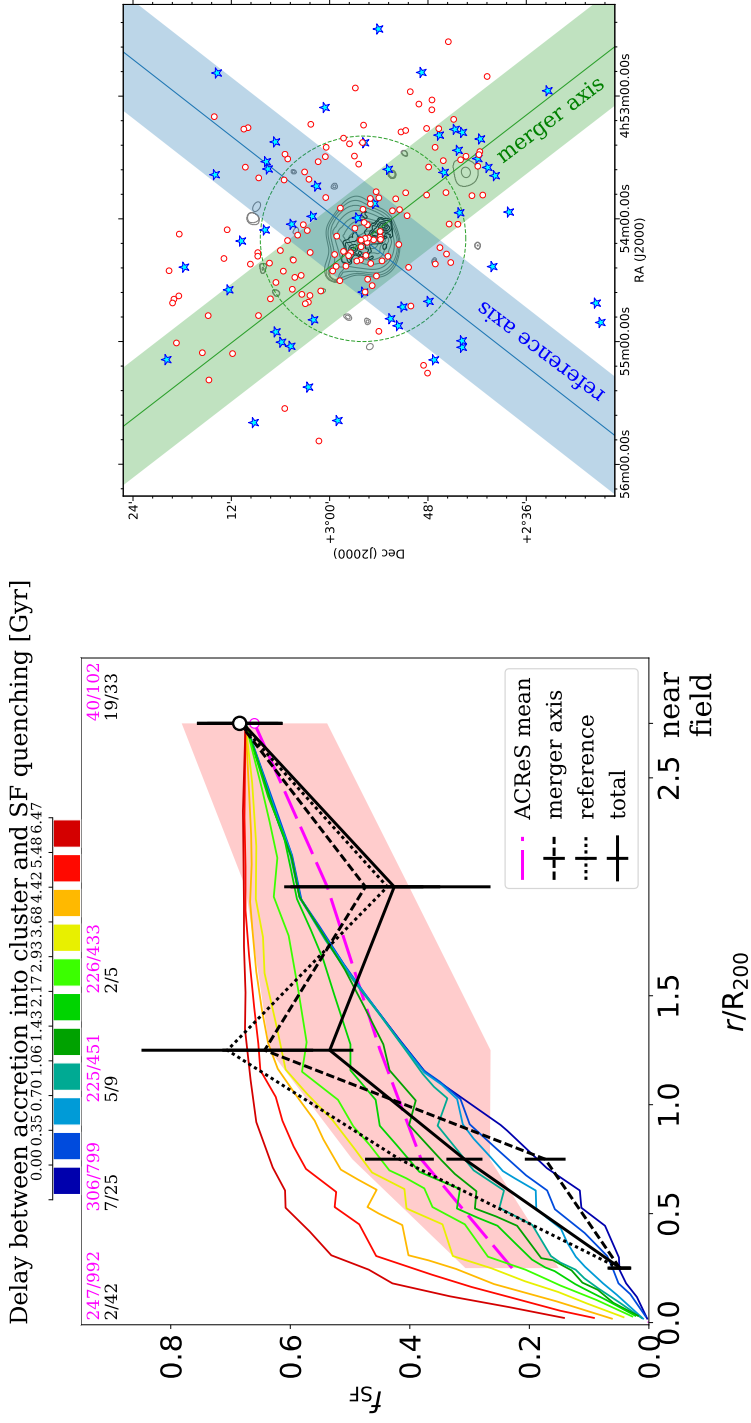 Delay between accretion into cluster and SF quenching [Gyr]
0.00 0.35 0.70 1.06 1.43 2.17 2.93 3.68 4.42 5.48 6.47
247/992 306/799 225/451 226/433 40/102
2/42 7/25 5/9 2/5 19/33
0.8
0.6
0.4
0.2
0.0
f_SF
ACReS mean
merger axis
reference
total
0.0 0.5 1.0 1.5 2.5 near
field
r/R_200
24'
12'
+3°00'
48'
+2°36'
Dec (J2000)
merger axis
reference axis
56m00.00s 55m00.00s 54m00.00s 4h53m00.00s
RA (J2000)